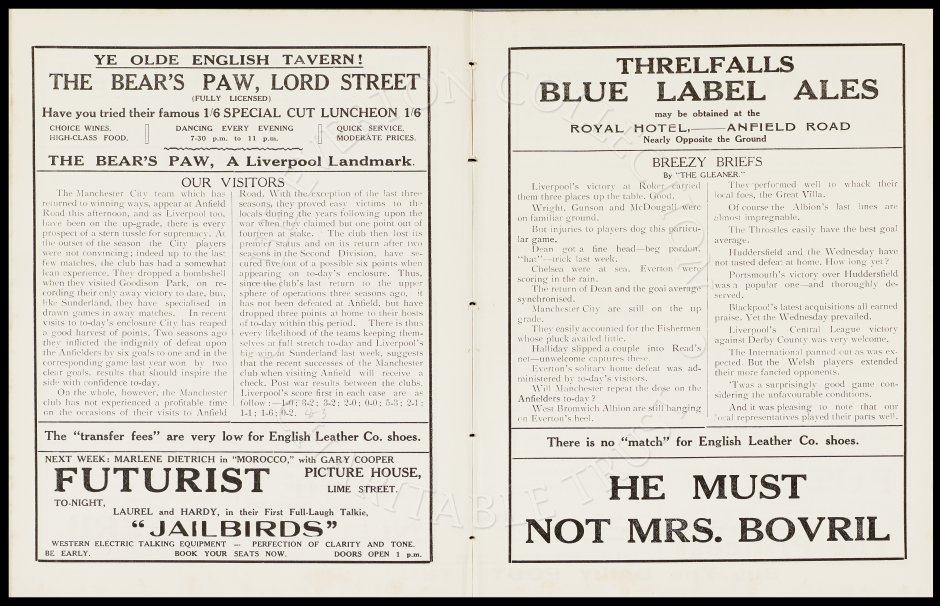 YE OLDE ENGLISH TAVERN!
THE BEAR'S PAW, LORD STREET
(FULLY LICENSED)
Have you tried their famous 1/6 SPECIAL CUT LUNCHEON 1/6
CHOICE WINES.
HIGH-CLASS FOOD.
DANCING EVERY EVENING
7-30 p.m. to 11 p.m.
QUICK SERVICE.
MODERATE PRICES.
THE BEAR'S PAW, A Liverpool Landmark.
OUR VISITORS
The Manchester City team which has
returned to winning ways, appear at Anfield
Road this afternoon, and as Liverpool too,
have been on the up-grade, there is every
prospect of a stern tussle for supremacy. At
the outset of the season the City players
were not convincing; indeed up to the last
few matches, the club has had a somewhat
lean experience. They dropped a bombshell
when they visited Goodison Park, on re-
cording their only away victory to date, but,
like Sunderland, they have specialised in
drawn games in away matches. In recent
visits to to-day's enclosure City has reaped
a good harvest of points. Two seasons ago
they inflicted the indignity of defeat upon
the Anfielders by six goals to one and in the
corresponding game last year won by two
clear goals, results that should inspire the
side with confidence to-day.
On the whole, however, the Manchester
club has not experienced a profitable time
on the occasions of their visits to Anfield
Road. With the exception of the last three
seasons, they proved easy victims to the
locals during the years following upon the
war when they claimed but one point out of
fourteen at stake. The club then lost its
premier status and on its return after two
seasons in the Second Division, have se-
cured five out of a possible six points when
appearing on to-day's enclosure. Thus,
since the club's last return to the upper
sphere of operations three seasons ago, it
has not been defeated at Anfield, but have
dropped three points at home to their hosts
of to-day within this period. There is thus
every likelihood of the teams keeping them-
selves at full stretch to-day and Liverpool's
big win at Sunderland last week, suggests
that the recent successes of the Manchester
club when visiting Anfield will receive a
check. Post war results between the clubs.
Liverpool's score first in each case are as
follow:—1-0; 3-2; 3-2; 2-0; 0-0; 5-3; 2-1;
1-1; 1-6; 0-2.
The "transfer fees" are very low for English Leather Co. shoes.
NEXT WEEK: MARLENE DIETRICH in "MOROCCO," with GARY COOPER
FUTURIST PICTURE HOUSE,
LIME STREET.
TO-NIGHT,
LAUREL and HARDY, in their First Full-Laugh Talkie,
"JAILBIRDS"
WESTERN ELECTRIC TALKING EQUIPMENT — PERFECTION OF CLARITY AND TONE.
BE EARLY. BOOK YOUR SEATS NOW. DOORS OPEN 1 p.m.
THRELFALLS
BLUE LABEL ALES
may be obtained at the
ROYAL HOTEL,——ANFIELD ROAD
Nearly Opposite the Ground
BREEZY BRIEFS
By "THE GLEANER."
Liverpool's victory at Roker carried
them three places up the table. Good.
Wright, Gunson and McDougall were
on familiar ground.
But injuries to players dog this particu-
lar game.
Dean got a fine head—beg pardon,
"hat"—trick last week.
Chelsea were at sea. Everton were
scoring in the rain.
The return of Dean and the goal average
synchronised.
Manchester City are still on the up
grade.
They easily accounted for the Fishermen
whose pluck availed little.
Halliday slipped a couple into Read's
net—unwelcome captures these.
Everton's solitary home defeat was ad-
ministered by to-day's visitors.
Will Manchester repeat the dose on the
Anfielders to-day?
West Bromwich Albion are still hanging
on Everton's heel.
They performed well to whack their
local foes, the Great Villa.
Of course the Albion's last lines are
almost impregnable.
The Throstles easily have the best goal
average.
Huddersfield and the Wednesday have
not tasted defeat at home. How long yet?
Portsmouth's victory over Huddersfield
was a popular one—and thoroughly de-
served.
Blackpool's latest acquisitions all earned
praise. Yet the Wednesday prevailed.
Liverpool's Central League victory
against Derby County was very welcome.
The International panned out as was ex-
pected. But the Welsh players extended
their more fancied opponents.
'Twas a surprisingly good game con-
sidering the unfavourable conditions.
And it was pleasing to note that our
local representatives played their parts well.
There is no "match" for English Leather Co. shoes.
HE MUST
NOT MRS. BOVRIL